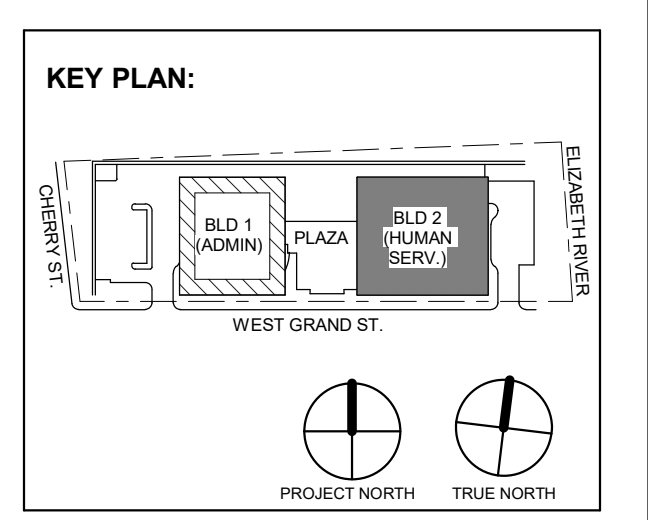 KEY PLAN:
CHERRY ST.
BLD 1
(ADMIN)
PLAZA
BLD 2
(HUMAN
SERV.)
ELIZABETH RIVER
WEST GRAND ST.
PROJECT NORTH
TRUE NORTH